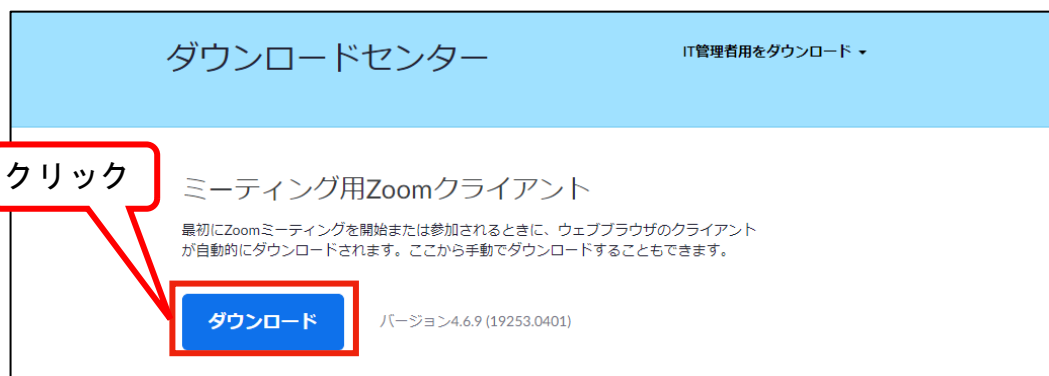 ダウンロードセンター
IT管理者用をダウンロード
クリック
ミーティング用Zoomクライアント
最初にZoomミーティングを開始または参加されるときに、ウェブブラウザのクライアント
が自動的にダウンロードされます。ここから手動でダウンロードすることもできます。
ダウンロード
バージョン4.6.9 (19253.0401)